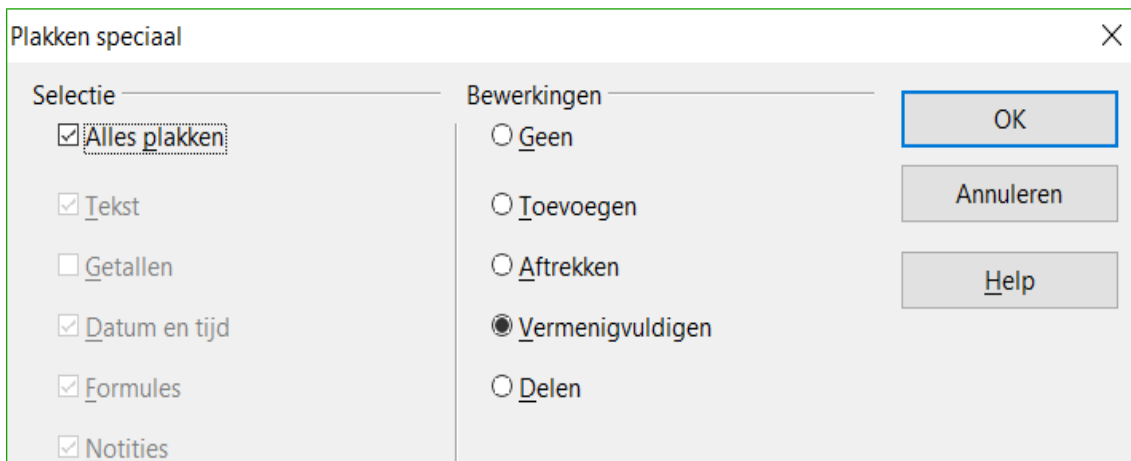 Plakken speciaal
Selectie
Alles plakken
Tekst
Getallen
Datum en tijd
Formules
Notities
Bewerkingen
Geen
Toevoegen
Aftrekken
Vermenigvuldigen
Delen
OK
Annuleren
Help